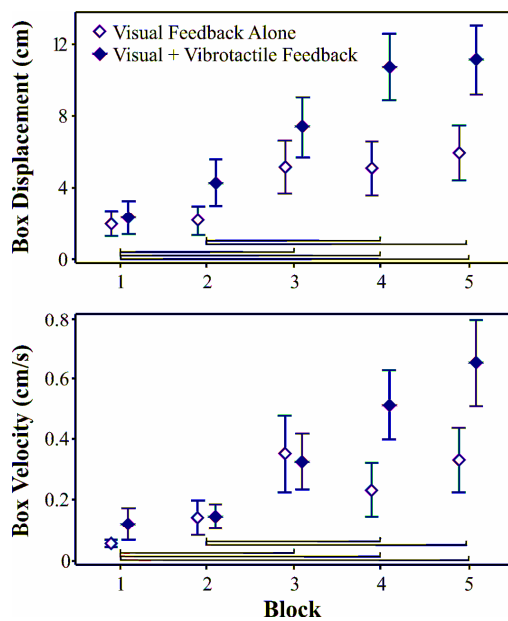 Visual Feedback Alone
Visual + Vibrotactile Feedback
Box Displacement (cm)
12
8
4
0
1 2 3 4 5
Box Velocity (cm/s)
0.8
0.6
0.4
0.2
0
1 2 3 4 5
Block